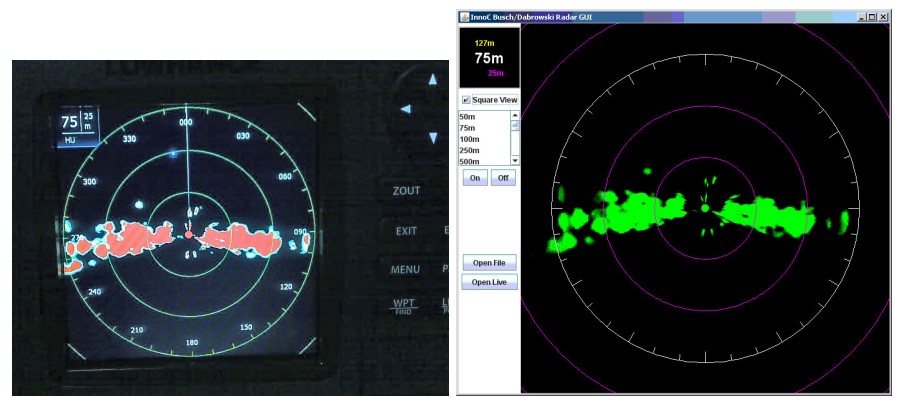 75
25
m
HU
000
030
060
090
120
150
180
210
240
270
300
330
ZOUT
EXIT
MENU
WPT
FIND
InnoC Busch/Dabrowski Radar GUI
127m
75m
25m
Square View
50m
75m
100m
250m
500m
On
Off
Open File
Open Live